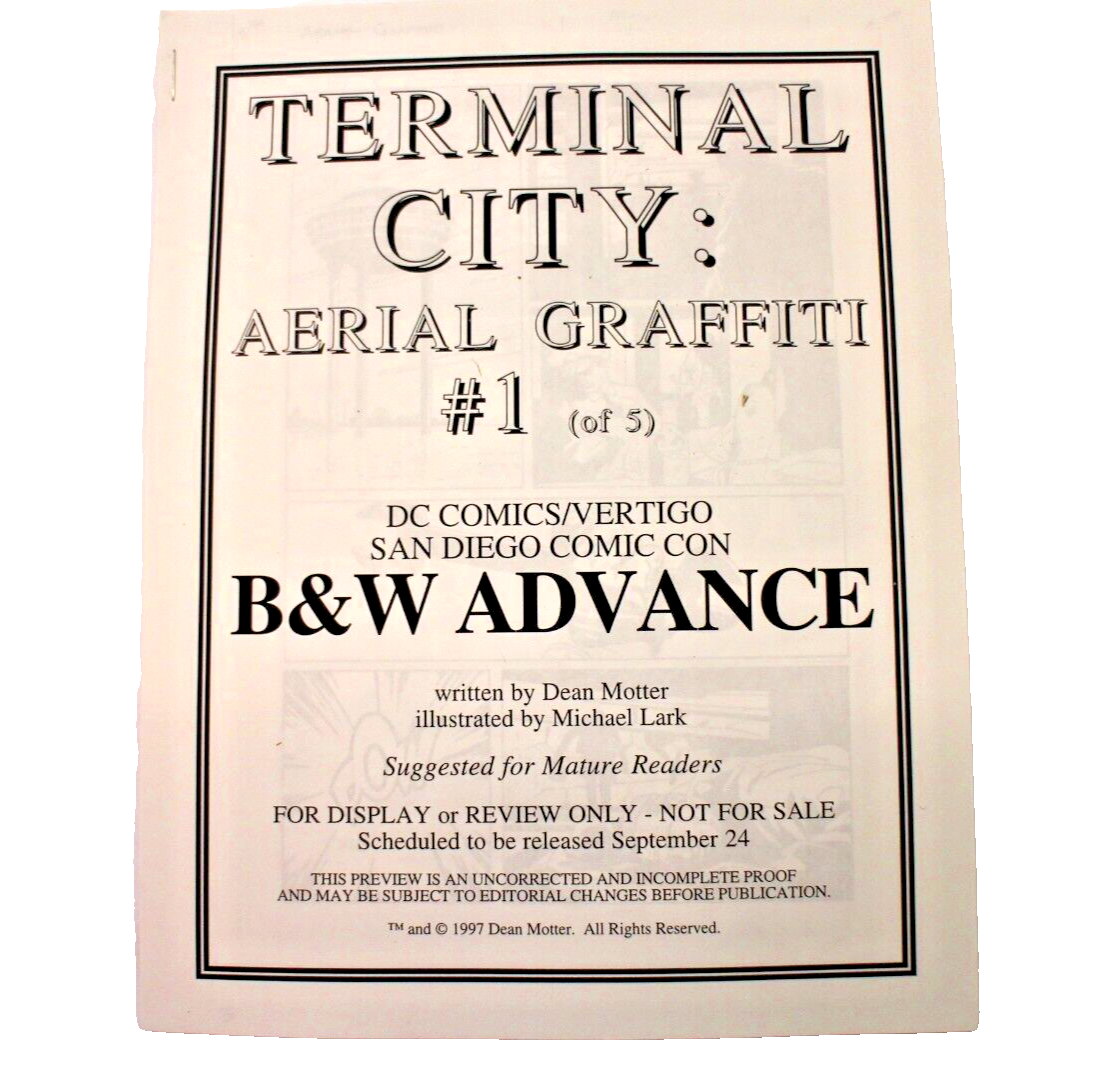 TERMINAL
CITY:
AERIAL GRAFFITI
#1 (of 5)
DC COMICS/VERTIGO
SAN DIEGO COMIC CON
B&W ADVANCE
written by Dean Motter
illustrated by Michael Lark
Suggested for Mature Readers
FOR DISPLAY or REVIEW ONLY - NOT FOR SALE
Scheduled to be released September 24
THIS PREVIEW IS AN UNCORRECTED AND INCOMPLETE PROOF
AND MAY BE SUBJECT TO EDITORIAL CHANGES BEFORE PUBLICATION.
™ and © 1997 Dean Motter. All Rights Reserved.